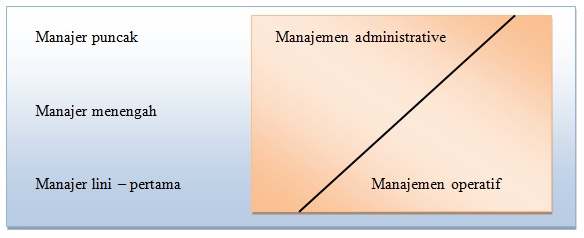 Manajer puncak
Manajemen administrative
Manajer menengah
Manajer lini – pertama
Manajemen operatif